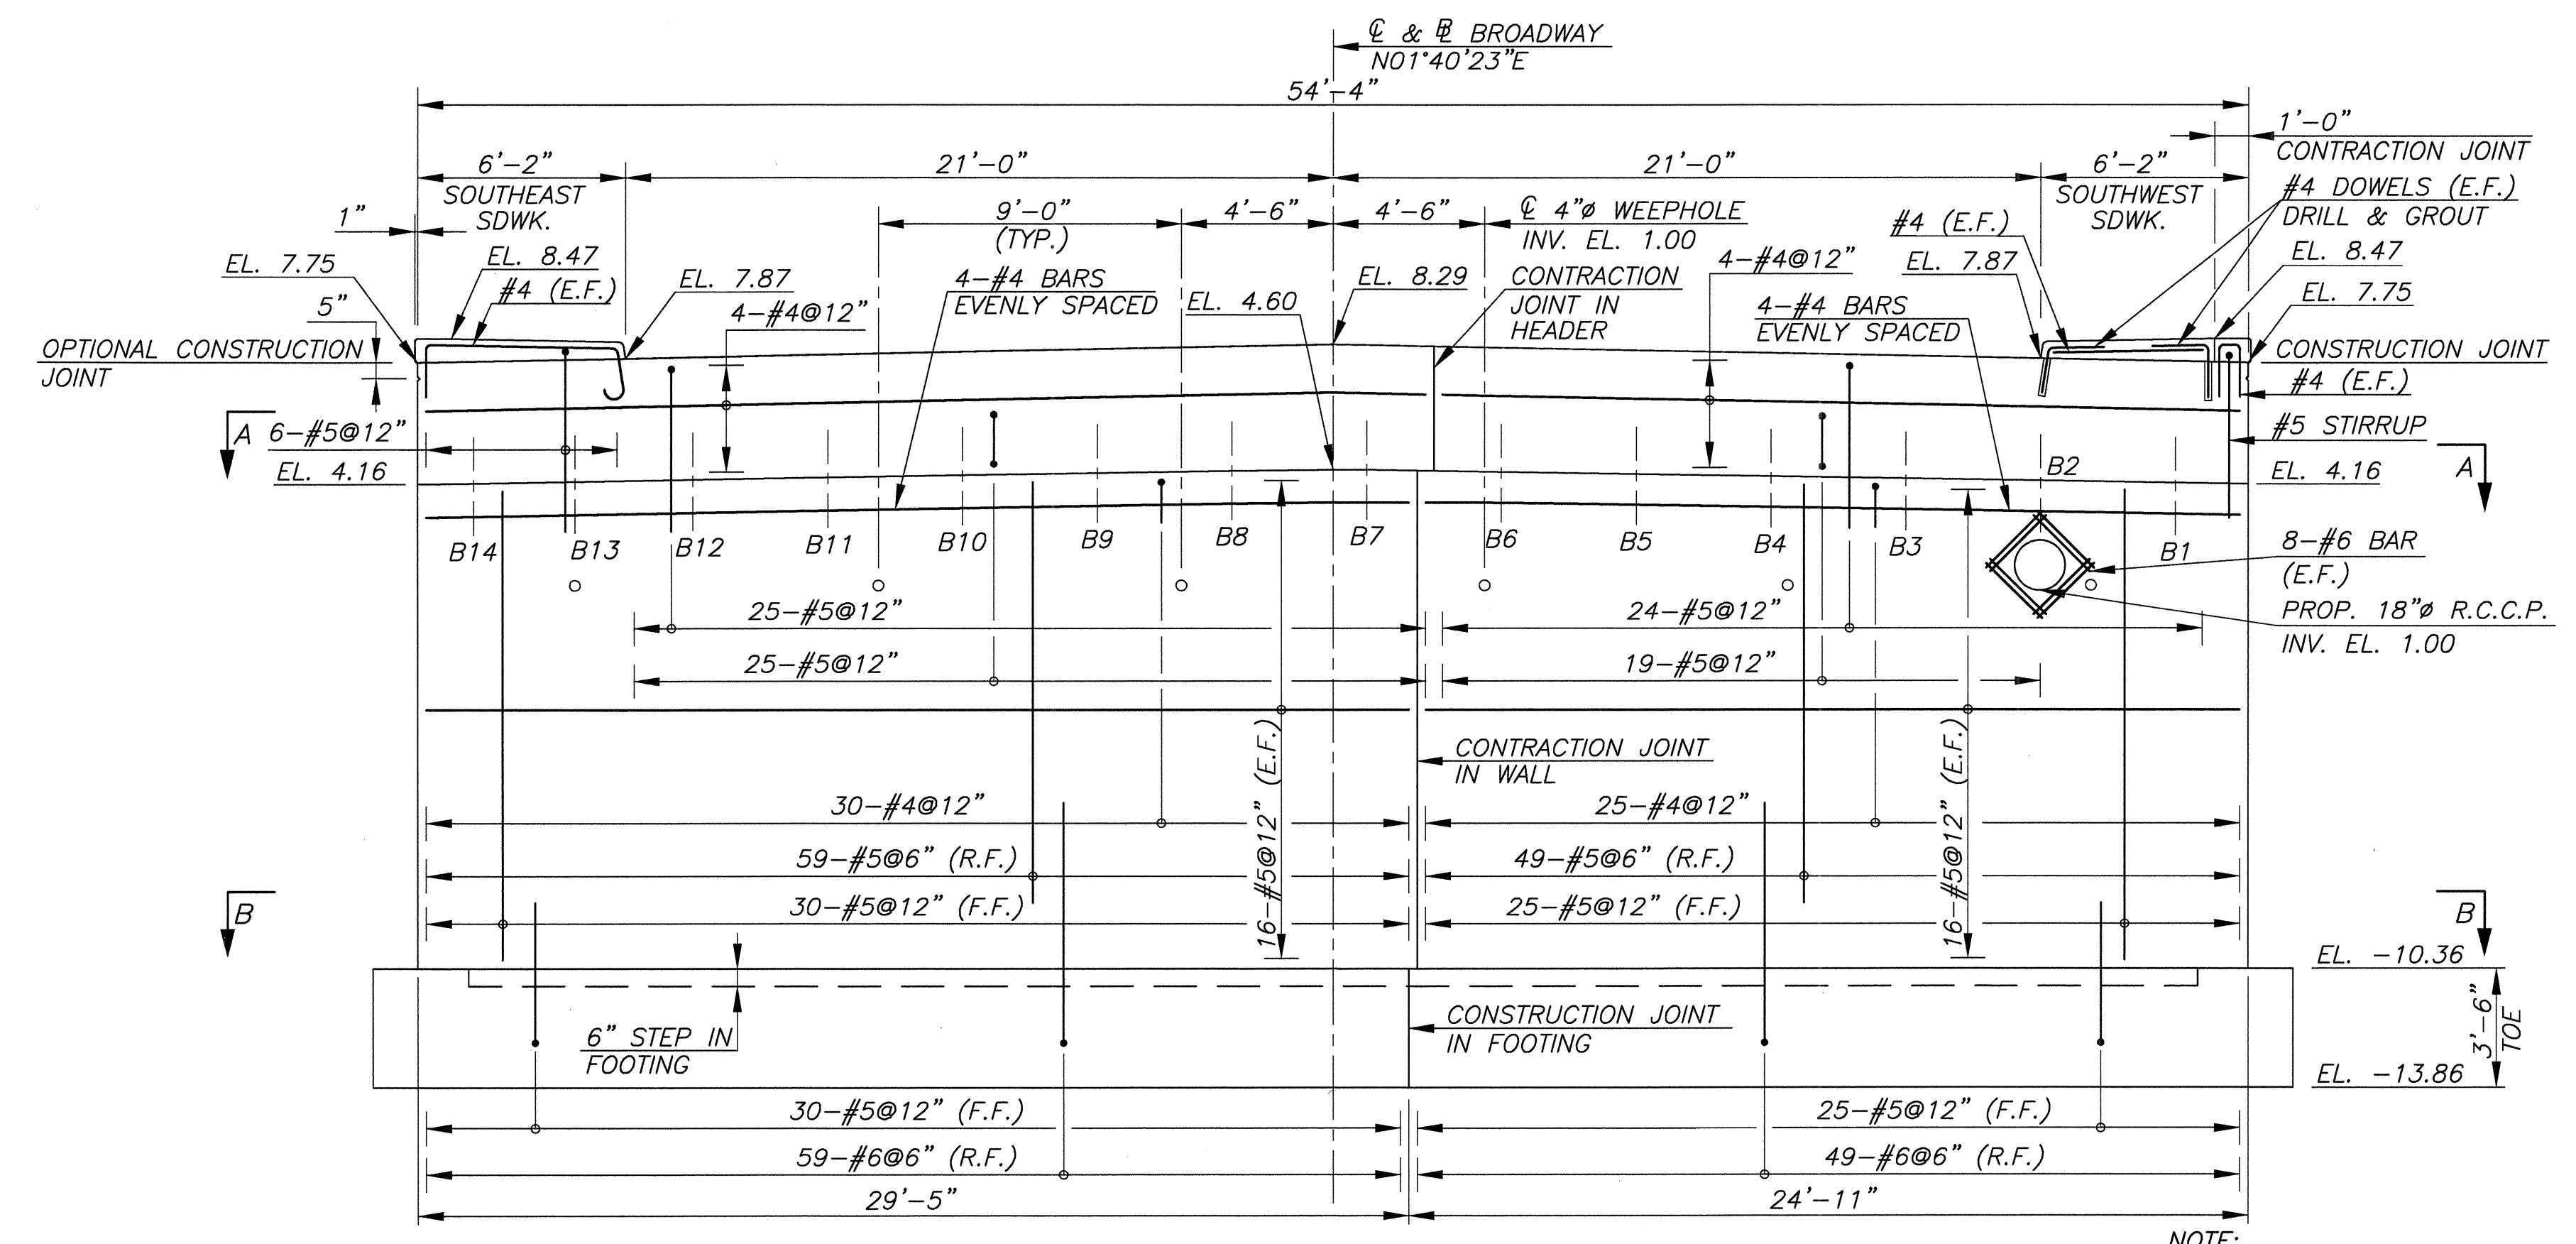 ℄ & ⅊ BROADWAY
N01°40'23"E
54'-4"
1'-0"
CONTRACTION JOINT
6'-2"
SOUTHEAST
SDWK.
21'-0"
21'-0"
6'-2"
SOUTHWEST
SDWK.
#4 DOWELS (E.F.)
DRILL & GROUT
1"
9'-0"
(TYP.)
4'-6"
4'-6"
℄ 4"ø WEEPHOLE
INV. EL. 1.00
#4 (E.F.)
EL. 7.75
EL. 8.47
#4 (E.F.)
EL. 7.87
4-#4 BARS
EVENLY SPACED
EL. 4.60
EL. 8.29
CONTRACTION
JOINT IN
HEADER
4-#4@12"
EL. 7.87
EL. 8.47
EL. 7.75
5"
4-#4@12"
4-#4 BARS
EVENLY SPACED
OPTIONAL CONSTRUCTION
JOINT
CONSTRUCTION JOINT
#4 (E.F.)
A
6-#5@12"
#5 STIRRUP
EL. 4.16
B2
EL. 4.16
A
B14
B13
B12
B11
B10
B9
B8
B7
B6
B5
B4
B3
B1
8-#6 BAR
(E.F.)
PROP. 18"ø R.C.C.P.
INV. EL. 1.00
25-#5@12"
24-#5@12"
25-#5@12"
19-#5@12"
16-#5@12" (E.F.)
16-#5@12" (E.F.)
CONTRACTION JOINT
IN WALL
30-#4@12"
25-#4@12"
59-#5@6" (R.F.)
49-#5@6" (R.F.)
B
30-#5@12" (F.F.)
25-#5@12" (F.F.)
B
EL. -10.36
6" STEP IN
FOOTING
CONSTRUCTION JOINT
IN FOOTING
3'-6"
TOE
EL. -13.86
30-#5@12" (F.F.)
25-#5@12" (F.F.)
59-#6@6" (R.F.)
49-#6@6" (R.F.)
29'-5"
24'-11"
NOTE: